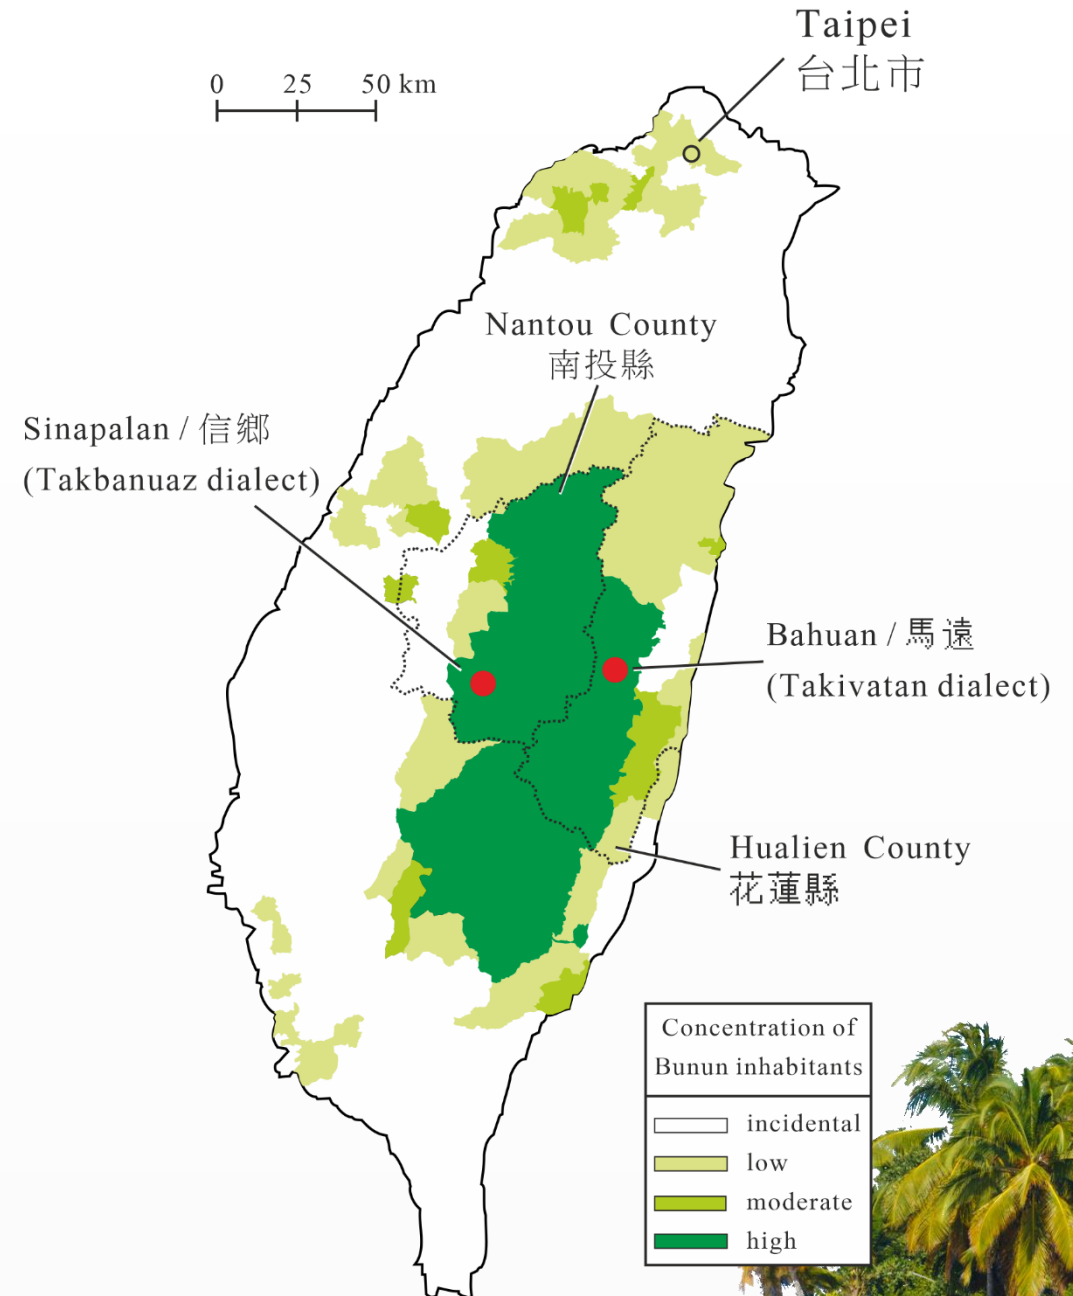 Taipei
台北市
0 25 50 km
Nantou County
南投縣
Sinapalan / 信鄉
(Takbanuaz dialect)
Bahuan / 馬遠
(Takivatan dialect)
Hualien County
花蓮縣
Concentration of
Bunun inhabitants
incidental
low
moderate
high